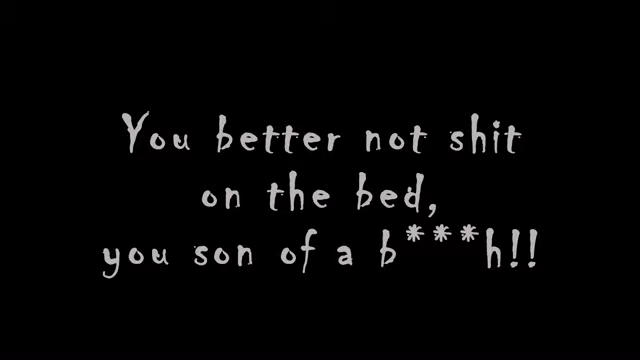 You better not shit
on the bed,
you son of a b***h!!